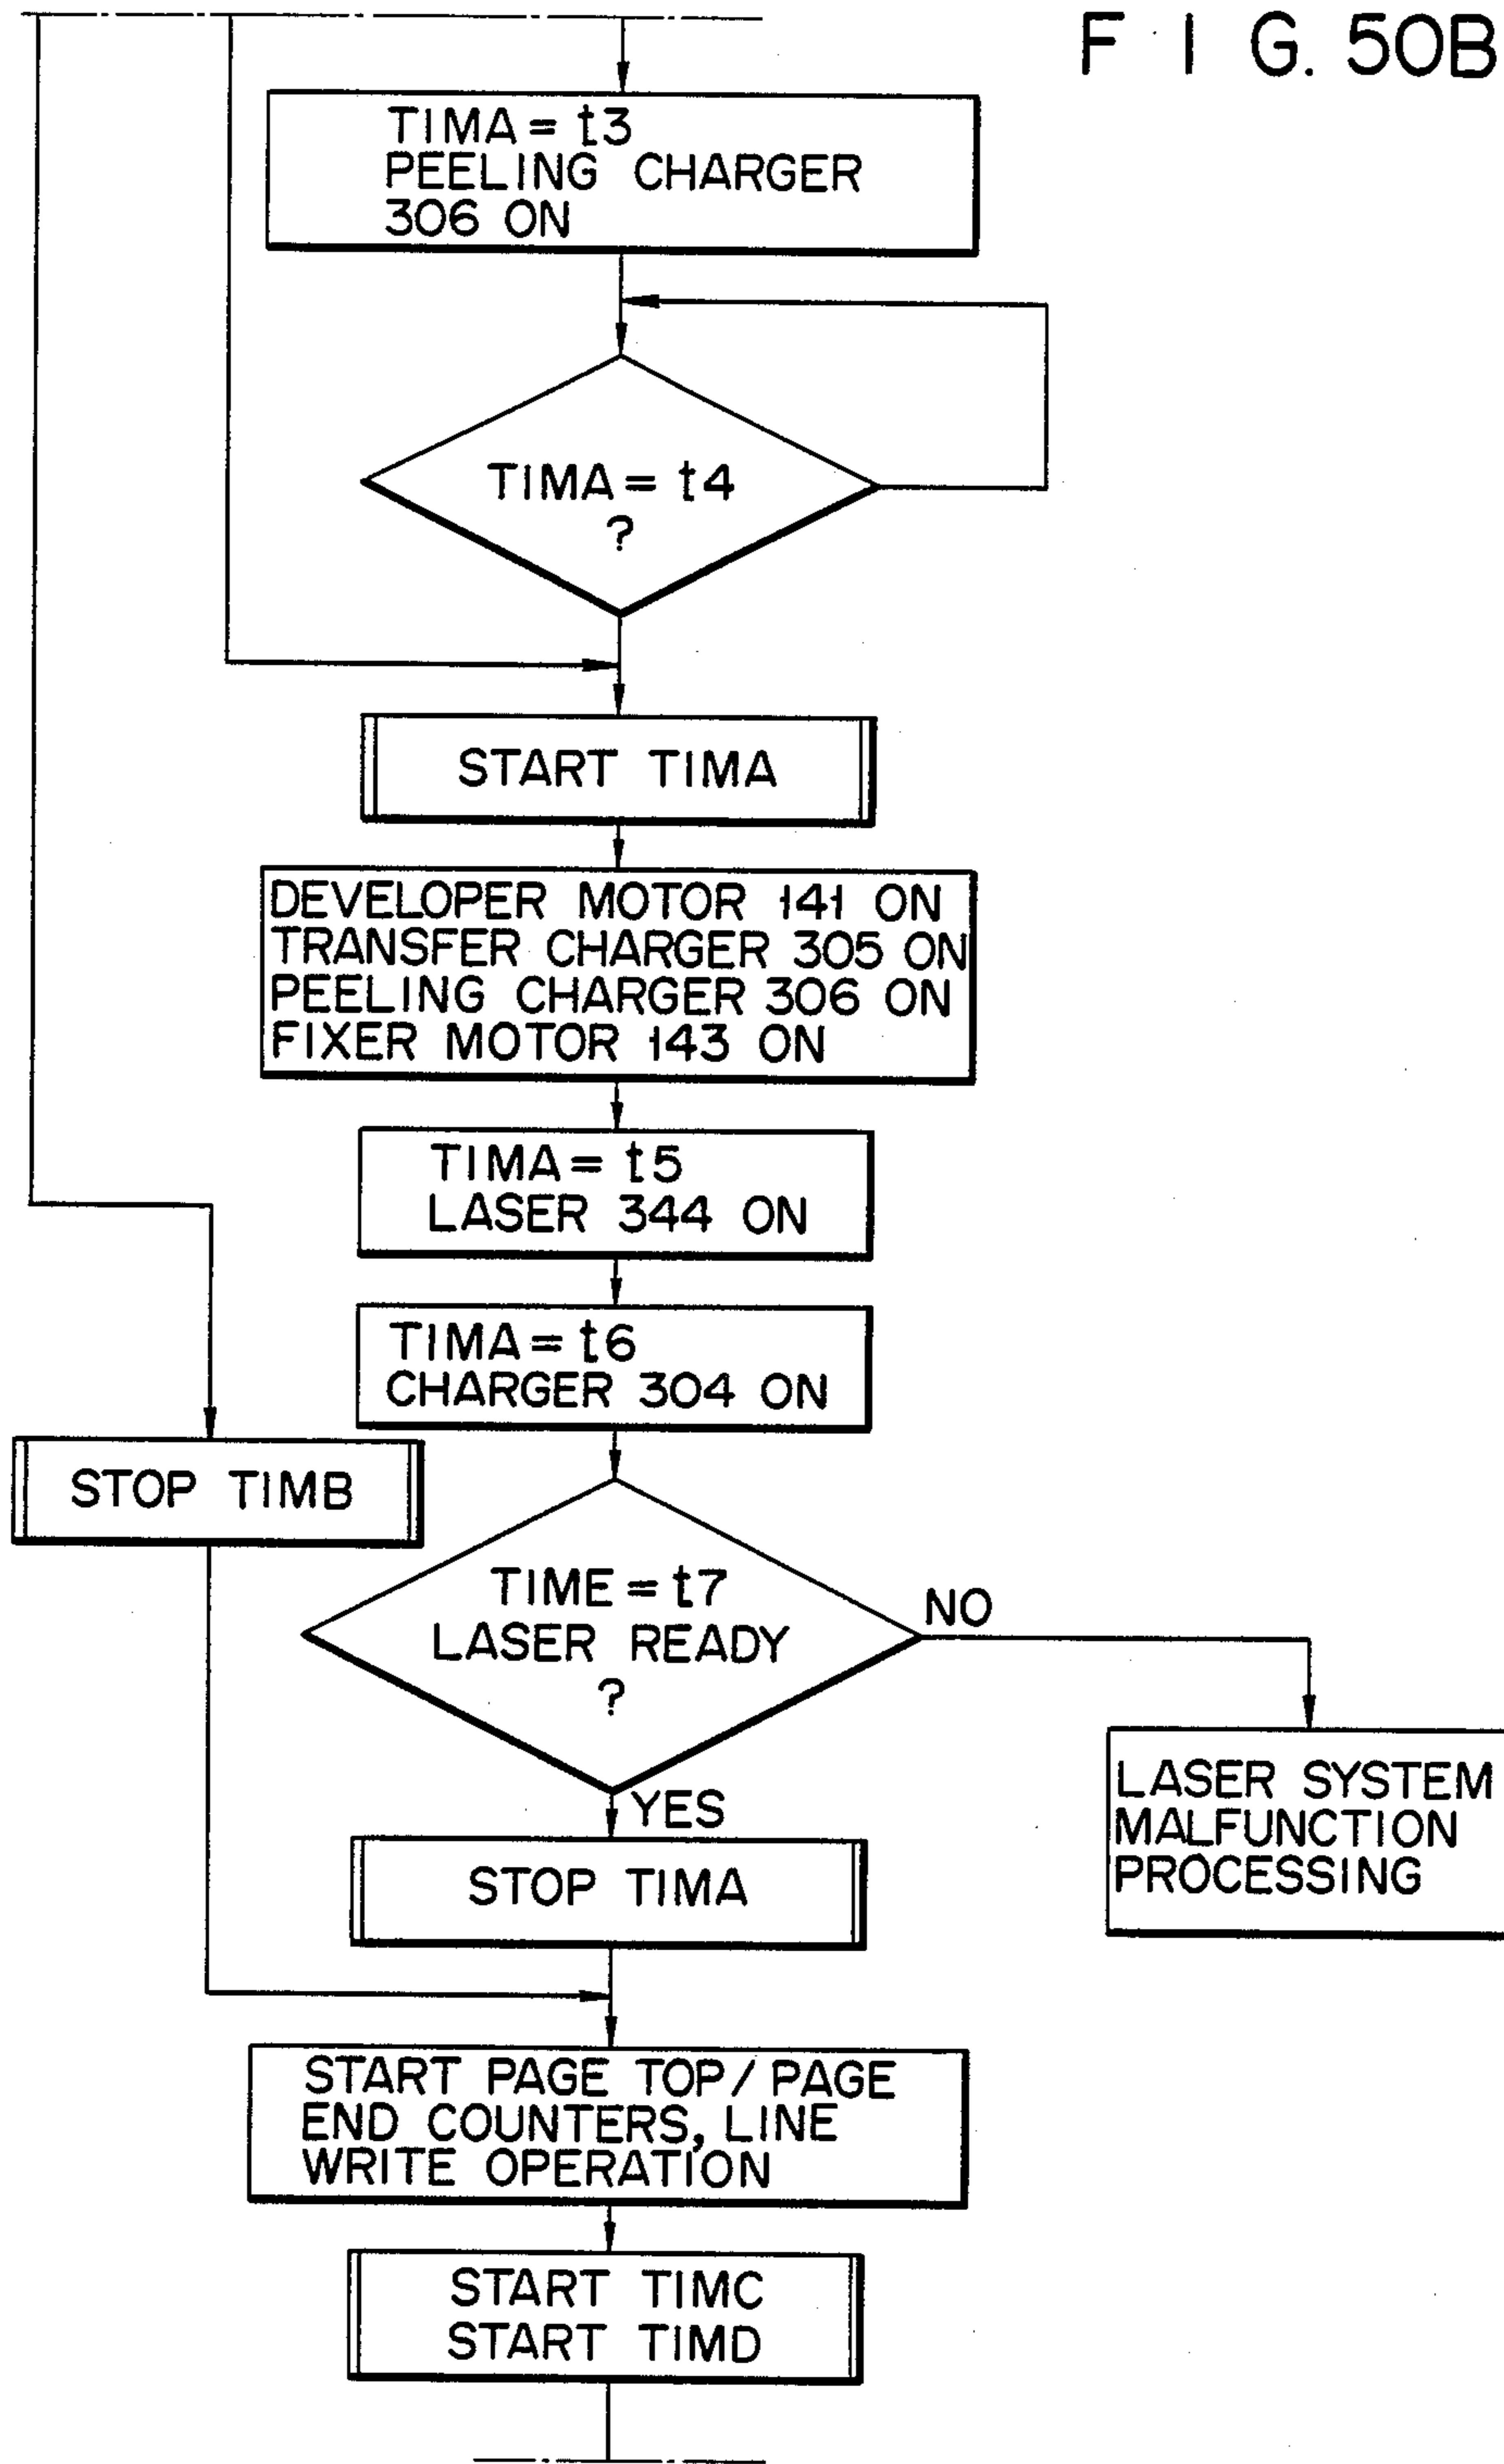 F I G. 50B
TIMA = t3
PEELING CHARGER
306 ON
TIMA = t4
?
START TIMA
DEVELOPER MOTOR 141 ON
TRANSFER CHARGER 305 ON
PEELING CHARGER 306 ON
FIXER MOTOR 143 ON
TIMA = t5
LASER 344 ON
TIMA = t6
CHARGER 304 ON
STOP TIMB
TIME = t7
LASER READY
?
NO
YES
LASER SYSTEM
MALFUNCTION
PROCESSING
STOP TIMA
START PAGE TOP/PAGE
END COUNTERS, LINE
WRITE OPERATION
START TIMC
START TIMD